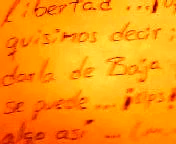 Libertad ...
quisimos decir :
darla de Baja
se puede ... ¡ops!
algo así ...